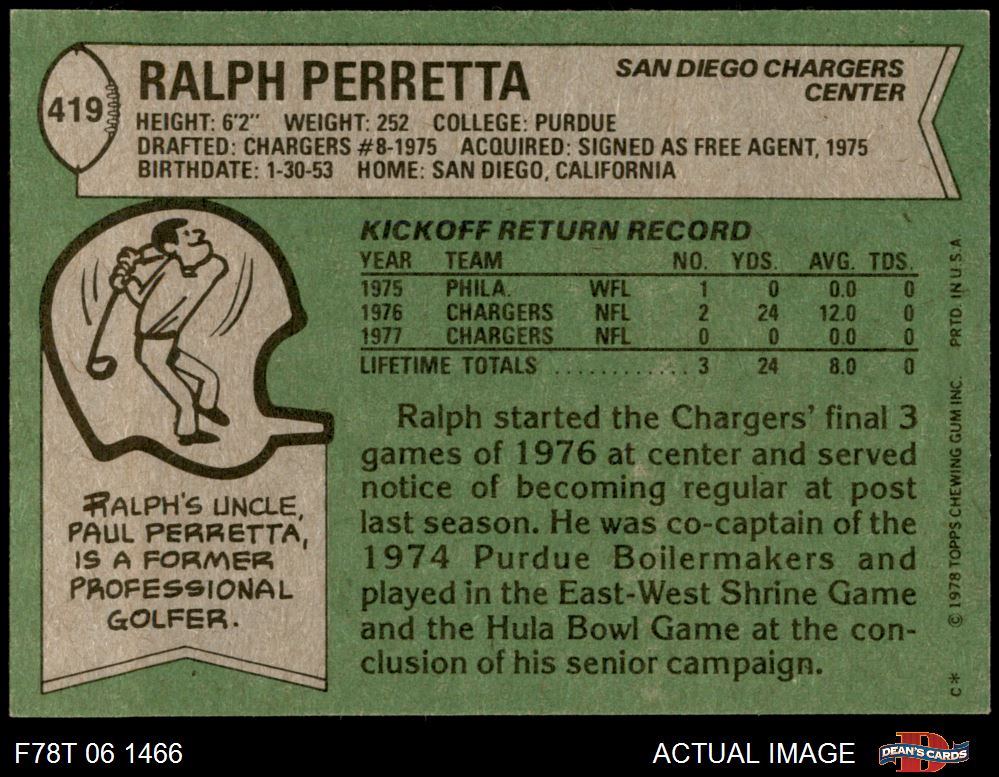 419
RALPH PERRETTA
SAN DIEGO CHARGERS
CENTER
HEIGHT: 6'2" WEIGHT: 252 COLLEGE: PURDUE
DRAFTED: CHARGERS #8-1975 ACQUIRED: SIGNED AS FREE AGENT, 1975
BIRTHDATE: 1-30-53 HOME: SAN DIEGO, CALIFORNIA
KICKOFF RETURN RECORD
YEAR TEAM NO. YDS. AVG. TDS.
1975 PHILA. WFL 1 0 0.0 0
1976 CHARGERS NFL 2 24 12.0 0
1977 CHARGERS NFL 0 0 0.0 0
LIFETIME TOTALS ............ 3 24 8.0 0
Ralph started the Chargers' final 3
games of 1976 at center and served
notice of becoming regular at post
last season. He was co-captain of the
1974 Purdue Boilermakers and
played in the East-West Shrine Game
and the Hula Bowl Game at the con-
clusion of his senior campaign.
RALPH'S UNCLE,
PAUL PERRETTA,
IS A FORMER
PROFESSIONAL
GOLFER.
C* © 1978 TOPPS CHEWING GUM INC. PRTD. IN U.S.A
F78T 06 1466
ACTUAL IMAGE
D
DEAN'S CARDS